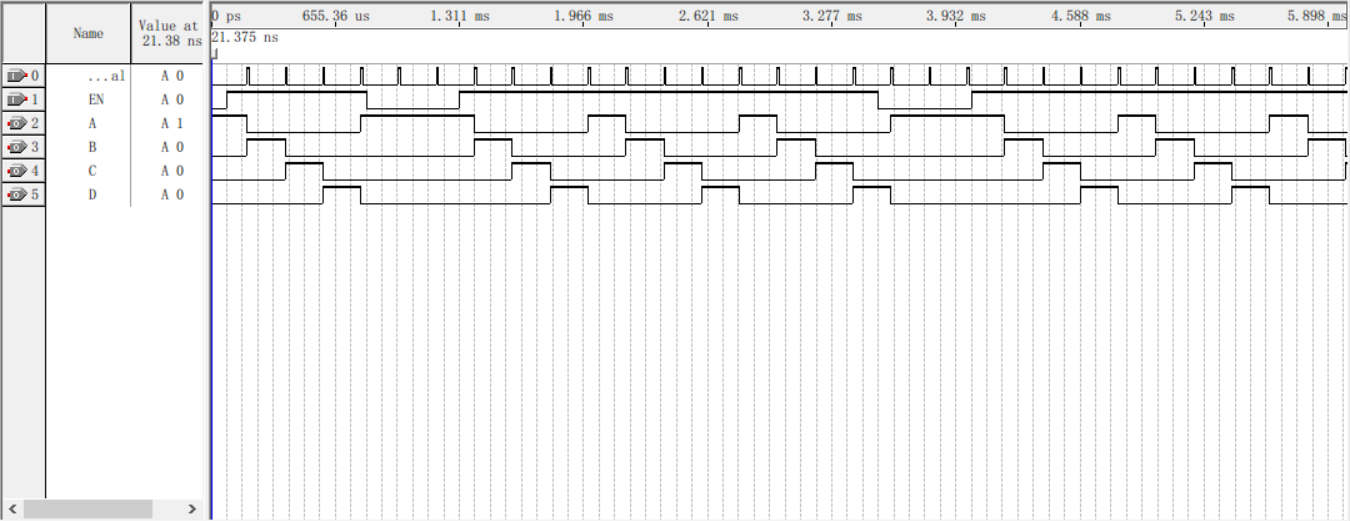 Name
Value at
21.38 ns
0 ps 655.36 us 1.311 ms 1.966 ms 2.621 ms 3.277 ms 3.932 ms 4.588 ms 5.243 ms 5.898 ms
21.375 ns
0 ...al A 0
1 EN A 0
2 A A 1
3 B A 0
4 C A 0
5 D A 0